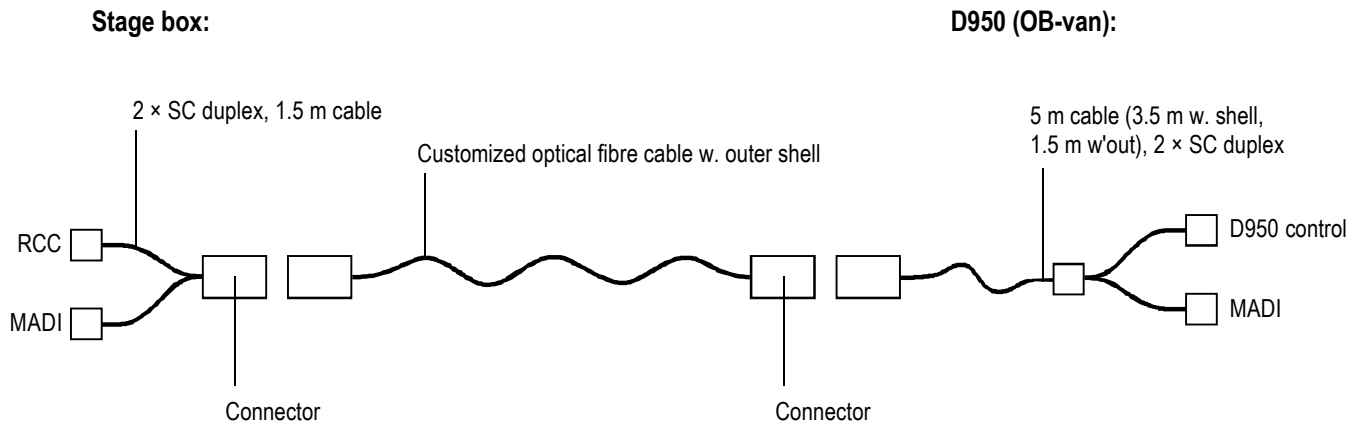 Stage box:
D950 (OB-van):
2 × SC duplex, 1.5 m cable
5 m cable (3.5 m w. shell,
1.5 m w'out), 2 × SC duplex
Customized optical fibre cable w. outer shell
RCC
D950 control
MADI
MADI
Connector
Connector